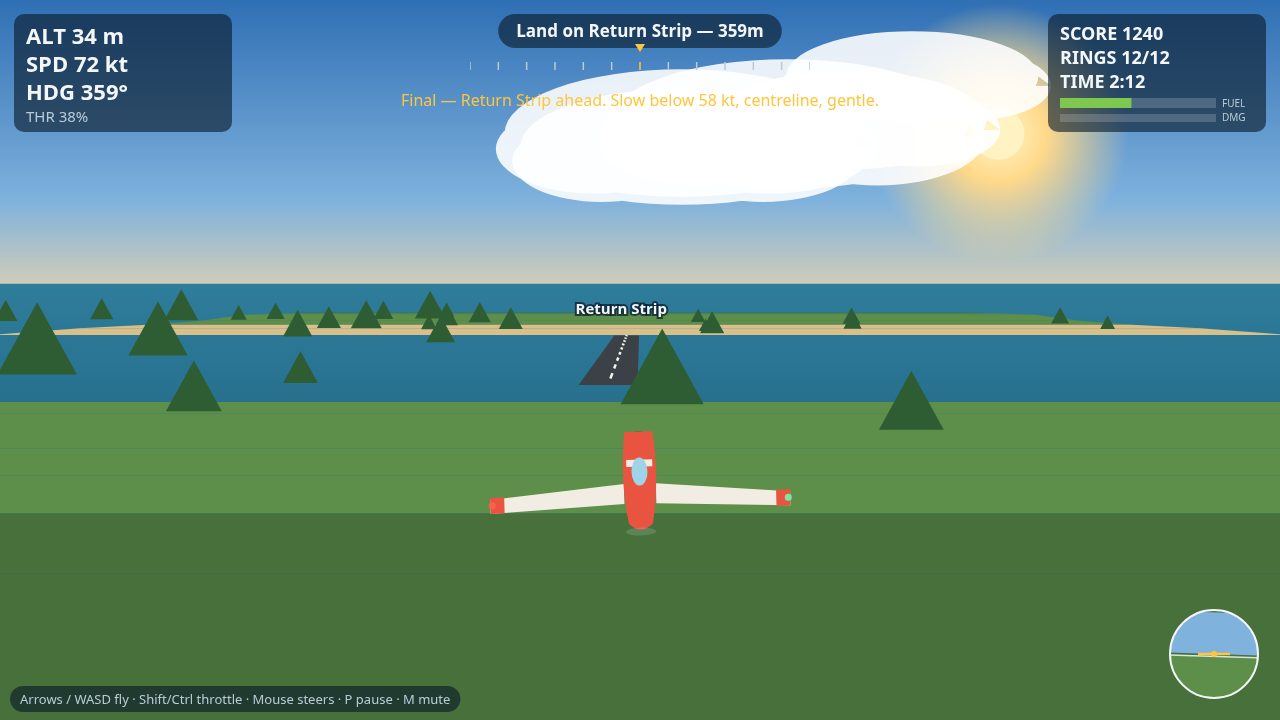 ALT 34 m
SPD 72 kt
HDG 359°
THR 38%
Land on Return Strip — 359m
Final — Return Strip ahead. Slow below 58 kt, centreline, gentle.
SCORE 1240
RINGS 12/12
TIME 2:12
FUEL
DMG
Return Strip
Arrows / WASD fly · Shift/Ctrl throttle · Mouse steers · P pause · M mute